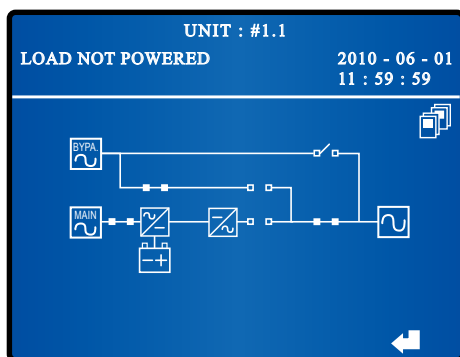 UNIT : #1.1
LOAD NOT POWERED
2010 - 06 - 01
11 : 59 : 59
BYPA.
MAIN